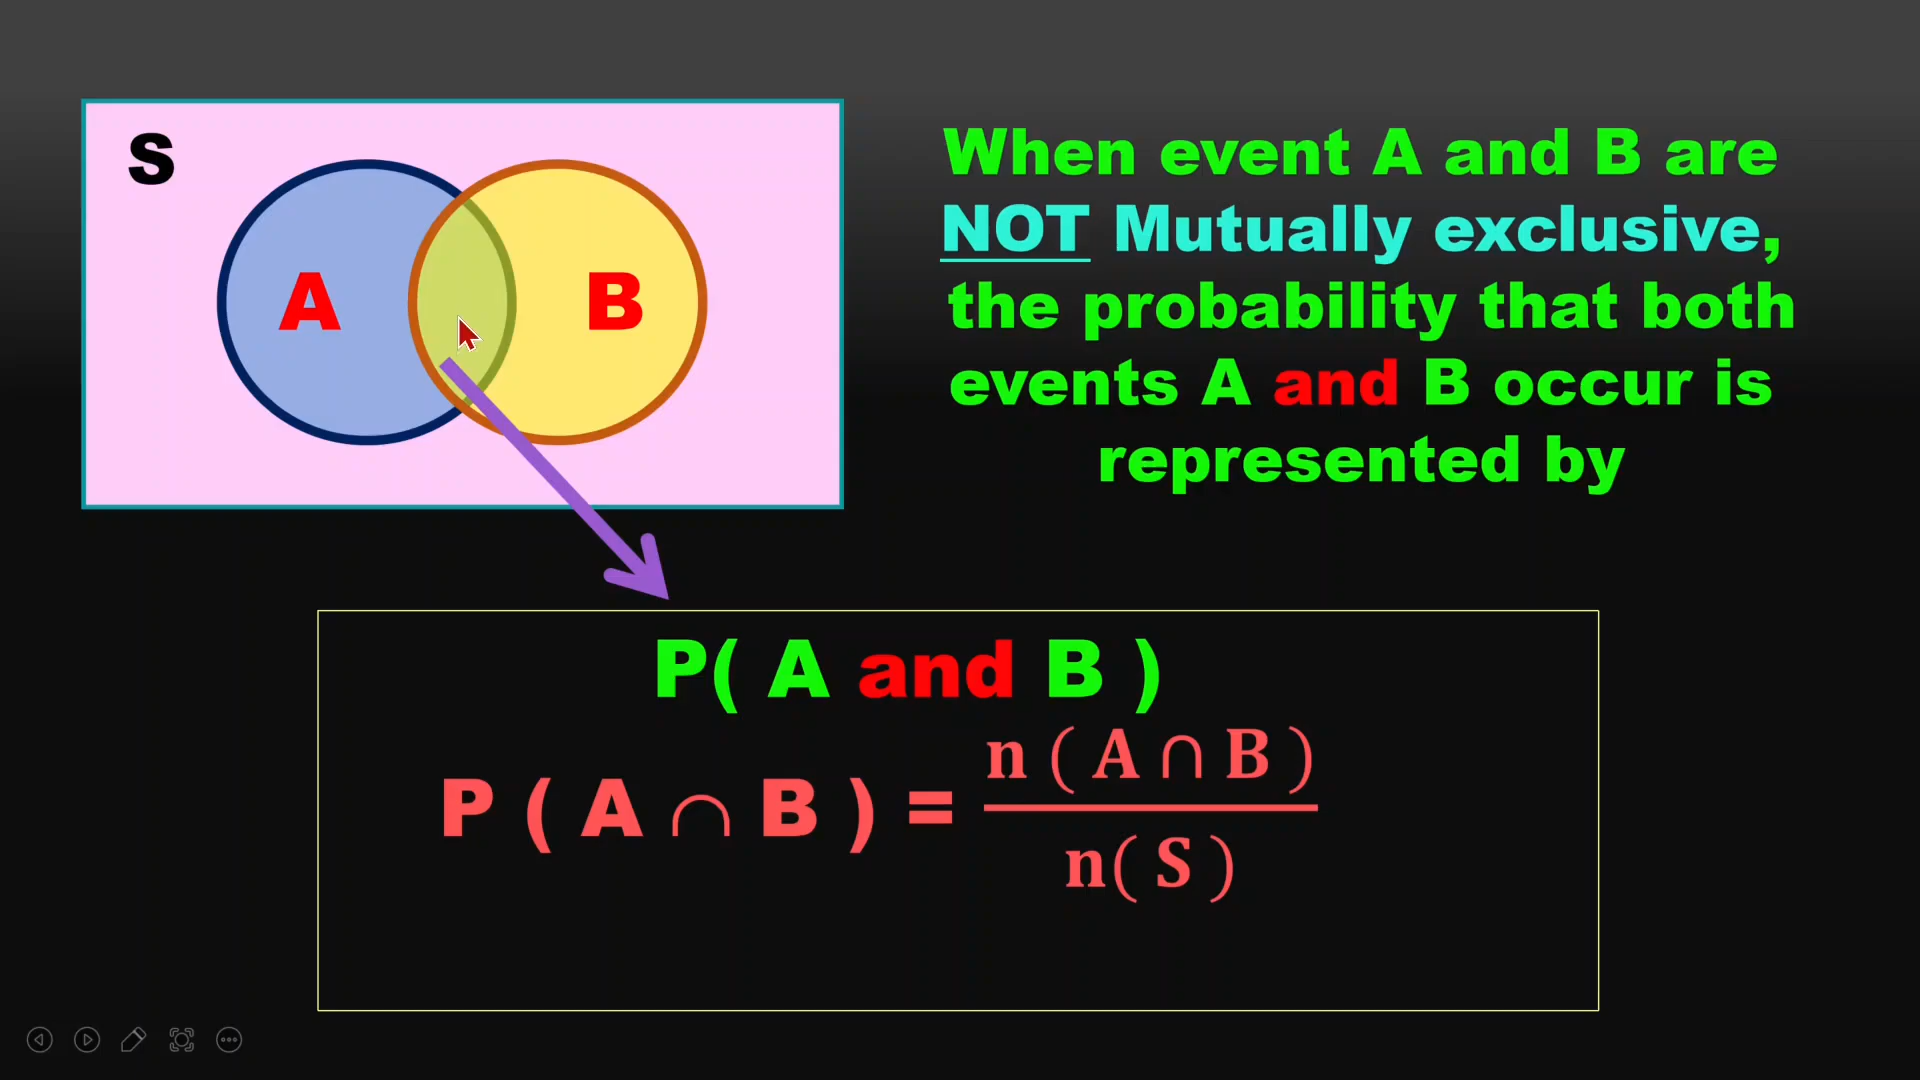 S
A
B
When event A and B are
NOT Mutually exclusive,
the probability that both
events A and B occur is
represented by
P( A and B )
P ( A ∩ B ) = n ( A ∩ B ) / n( S )